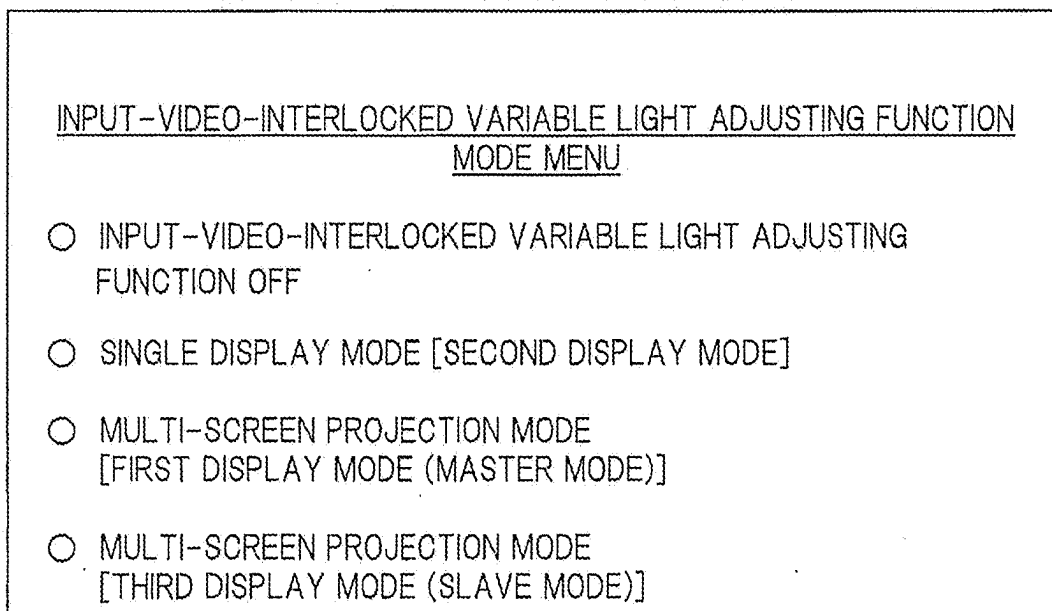 INPUT-VIDEO-INTERLOCKED VARIABLE LIGHT ADJUSTING FUNCTION
MODE MENU
○ INPUT-VIDEO-INTERLOCKED VARIABLE LIGHT ADJUSTING
FUNCTION OFF
○ SINGLE DISPLAY MODE [SECOND DISPLAY MODE]
○ MULTI-SCREEN PROJECTION MODE
[FIRST DISPLAY MODE (MASTER MODE)]
○ MULTI-SCREEN PROJECTION MODE
[THIRD DISPLAY MODE (SLAVE MODE)]